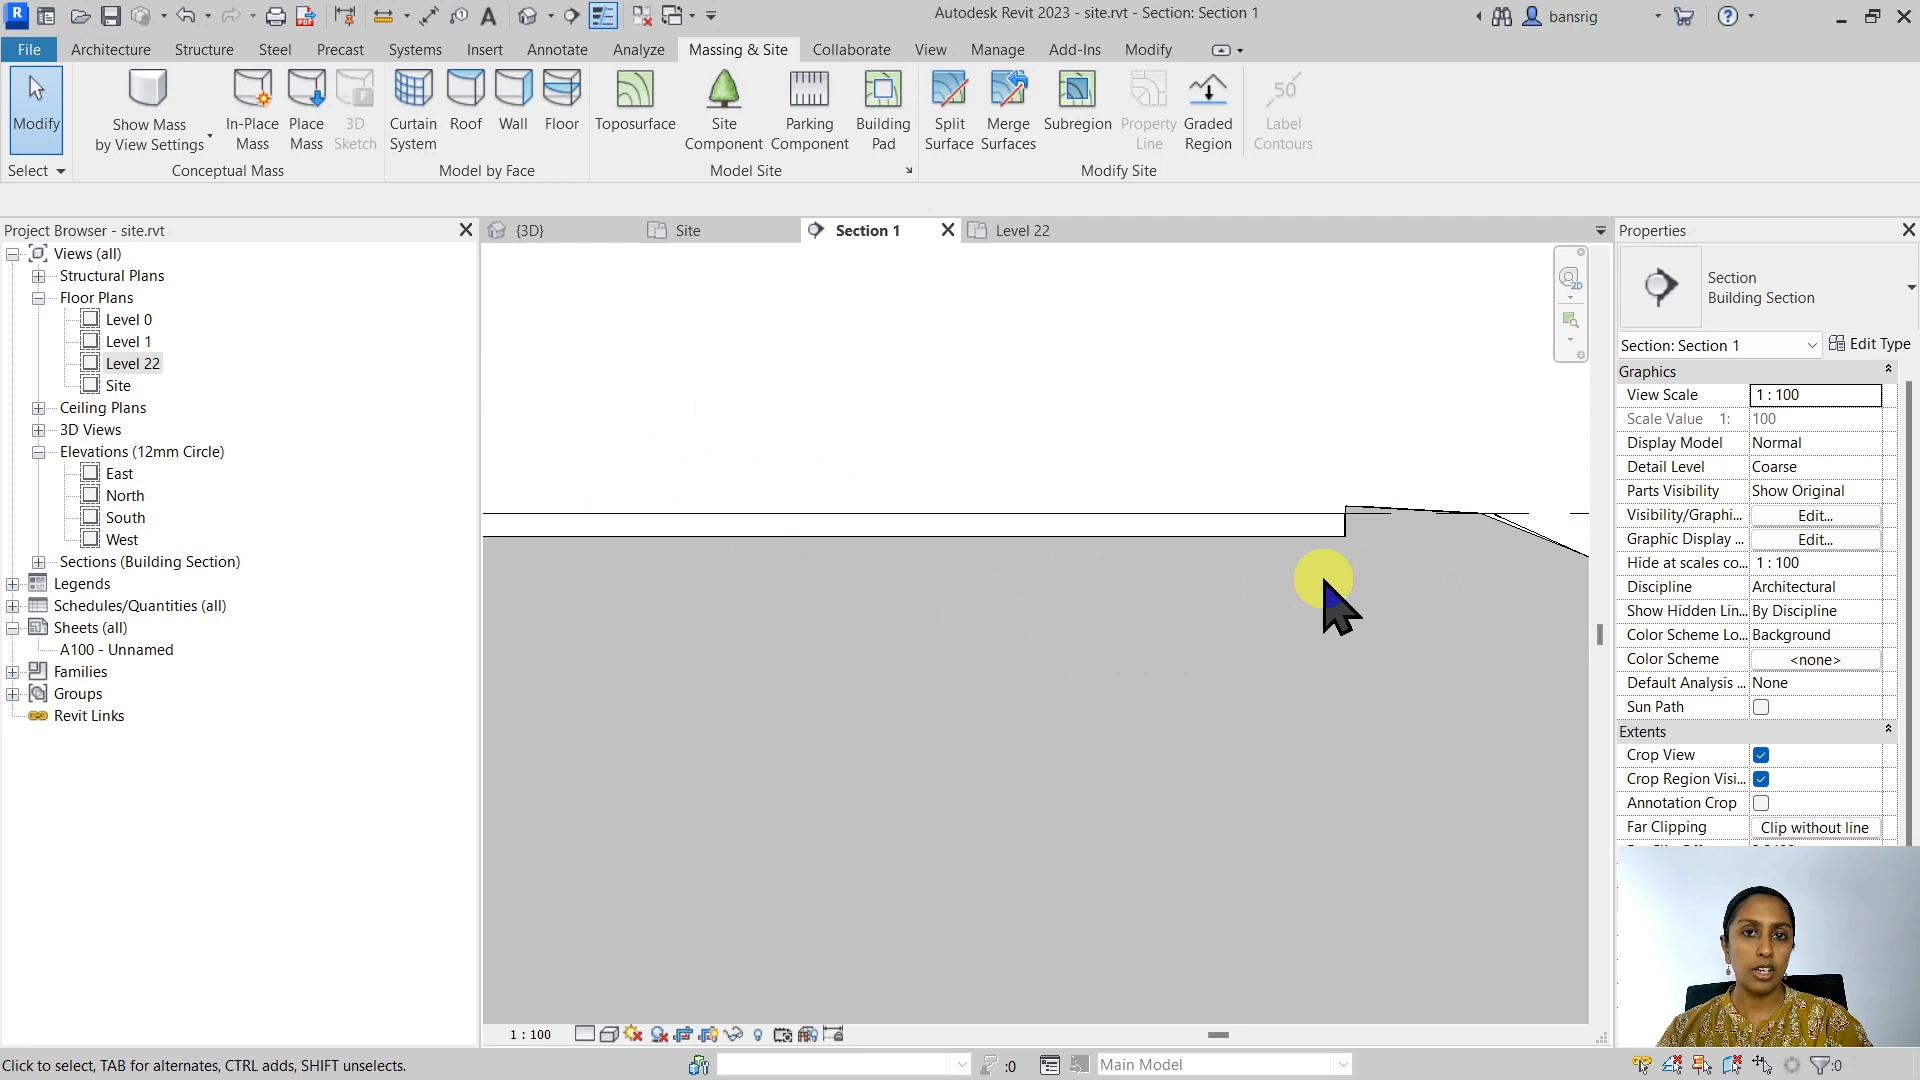 Autodesk Revit 2023 - site.rvt - Section: Section 1
bansrig
File
Architecture
Structure
Steel
Precast
Systems
Insert
Annotate
Analyze
Massing & Site
Collaborate
View
Manage
Add-Ins
Modify
Modify
Show Mass
by View Settings
In-Place
Mass
Place
Mass
3D
Sketch
Curtain
System
Roof
Wall
Floor
Toposurface
Site
Component
Parking
Component
Building
Pad
Split
Surface
Merge
Surfaces
Subregion
Property
Line
Graded
Region
50
Label
Contours
Select
Conceptual Mass
Model by Face
Model Site
Modify Site
Project Browser - site.rvt
Views (all)
Structural Plans
Floor Plans
Level 0
Level 1
Level 22
Site
Ceiling Plans
3D Views
Elevations (12mm Circle)
East
North
South
West
Sections (Building Section)
Legends
Schedules/Quantities (all)
Sheets (all)
A100 - Unnamed
Families
Groups
Revit Links
{3D}
Site
Section 1
Level 22
2D
Properties
Section
Building Section
Section: Section 1
Edit Type
Graphics
View Scale 1 : 100
Scale Value 1: 100
Display Model Normal
Detail Level Coarse
Parts Visibility Show Original
Visibility/Graphi... Edit...
Graphic Display ... Edit...
Hide at scales co... 1 : 100
Discipline Architectural
Show Hidden Lin... By Discipline
Color Scheme Lo... Background
Color Scheme <none>
Default Analysis ... None
Sun Path
Extents
Crop View
Crop Region Visi...
Annotation Crop
Far Clipping Clip without line
1 : 100
Click to select, TAB for alternates, CTRL adds, SHIFT unselects.
:0
Main Model
:0